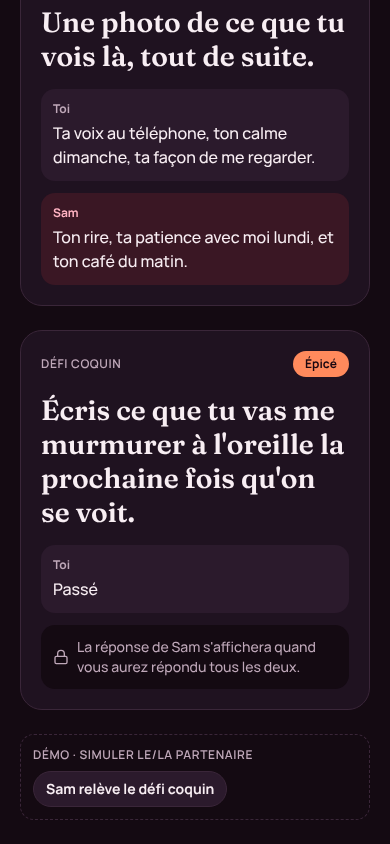 Une photo de ce que tu
vois là, tout de suite.
Toi
Ta voix au téléphone, ton calme
dimanche, ta façon de me regarder.
Sam
Ton rire, ta patience avec moi lundi, et
ton café du matin.
DÉFI COQUIN
Épicé
Écris ce que tu vas me
murmurer à l'oreille la
prochaine fois qu'on
se voit.
Toi
Passé
La réponse de Sam s'affichera quand
vous aurez répondu tous les deux.
DÉMO · SIMULER LE/LA PARTENAIRE
Sam relève le défi coquin